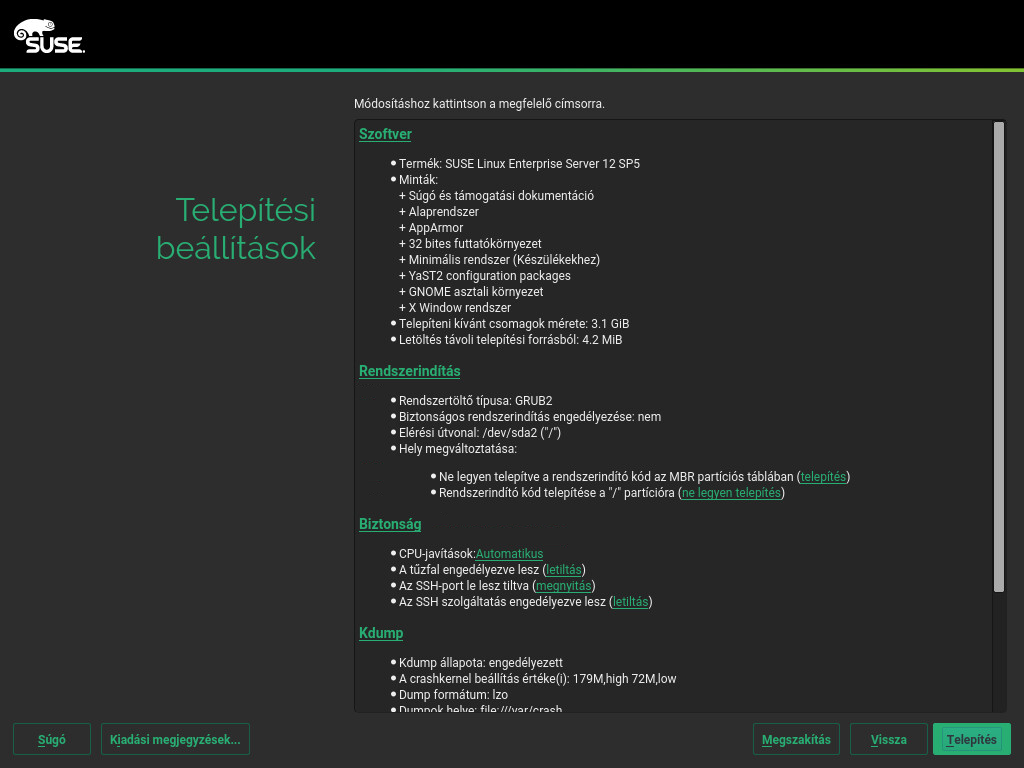 SUSE.
Módosításhoz kattintson a megfelelő címsorra.
Telepítési
beállítások
Szoftver
Termék: SUSE Linux Enterprise Server 12 SP5
Minták:
+ Súgó és támogatási dokumentáció
+ Alaprendszer
+ AppArmor
+ 32 bites futtatókörnyezet
+ Minimális rendszer (Készülékekhez)
+ YaST2 configuration packages
+ GNOME asztali környezet
+ X Window rendszer
Telepíteni kívánt csomagok mérete: 3.1 GiB
Letöltés távoli telepítési forrásból: 4.2 MiB
Rendszerindítás
Rendszertöltő típusa: GRUB2
Biztonságos rendszerindítás engedélyezése: nem
Elérési útvonal: /dev/sda2 ("/")
Hely megváltoztatása:
Ne legyen telepítve a rendszerindító kód az MBR partíciós táblában (telepítés)
Rendszerindító kód telepítése a "/" partícióra (ne legyen telepítés)
Biztonság
CPU-javítások:Automatikus
A tűzfal engedélyezve lesz (letiltás)
Az SSH-port le lesz tiltva (megnyitás)
Az SSH szolgáltatás engedélyezve lesz (letiltás)
Kdump
Kdump állapota: engedélyezett
A crashkernel beállítás értéke(i): 179M,high 72M,low
Dump formátum: lzo
Dumpok helye: file:///var/crash
Súgó
Kiadási megjegyzések...
Megszakítás
Vissza
Telepítés